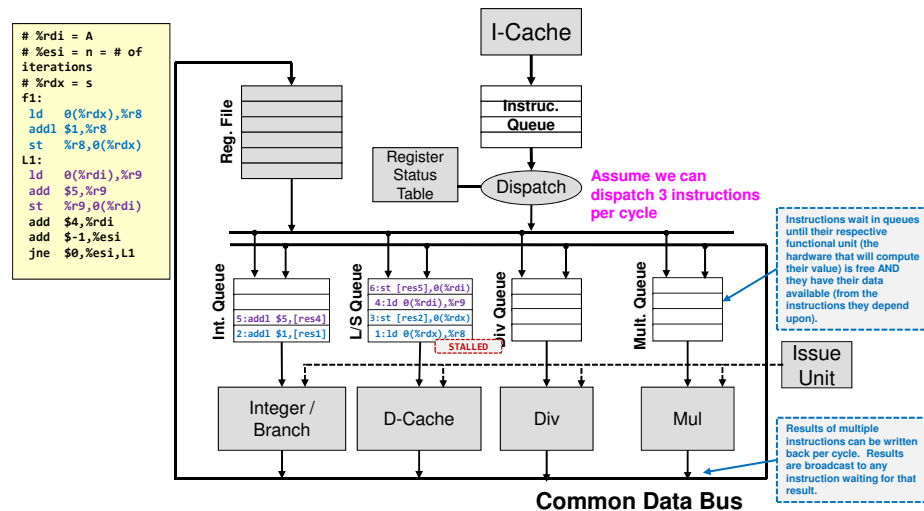 # %rdi = A
# %esi = n = # of
iterations
# %rdx = s
f1:
ld 0(%rdx),%r8
addl $1,%r8
st %r8,0(%rdx)
L1:
ld 0(%rdi),%r9
add $5,%r9
st %r9,0(%rdi)
add $4,%rdi
add $-1,%esi
jne $0,%esi,L1
I-Cache
Reg. File
Instruc.
Queue
Register
Status
Table
Dispatch
Assume we can
dispatch 3 instructions
per cycle
Instructions wait in queues
until their respective
functional unit (the
hardware that will compute
their value) is free AND
they have their data
available (from the
instructions they depend
upon).
Int. Queue
5:addl $5,[res4]
2:addl $1,[res1]
L/S Queue
6:st [res5],0(%rdi)
4:ld 0(%rdi),%r9
3:st [res2],0(%rdx)
1:ld 0(%rdx),%r8
STALLED
Div Queue
Mult. Queue
Issue
Unit
Integer /
Branch
D-Cache
Div
Mul
Results of multiple
instructions can be written
back per cycle. Results
are broadcast to any
instruction waiting for that
result.
Common Data Bus